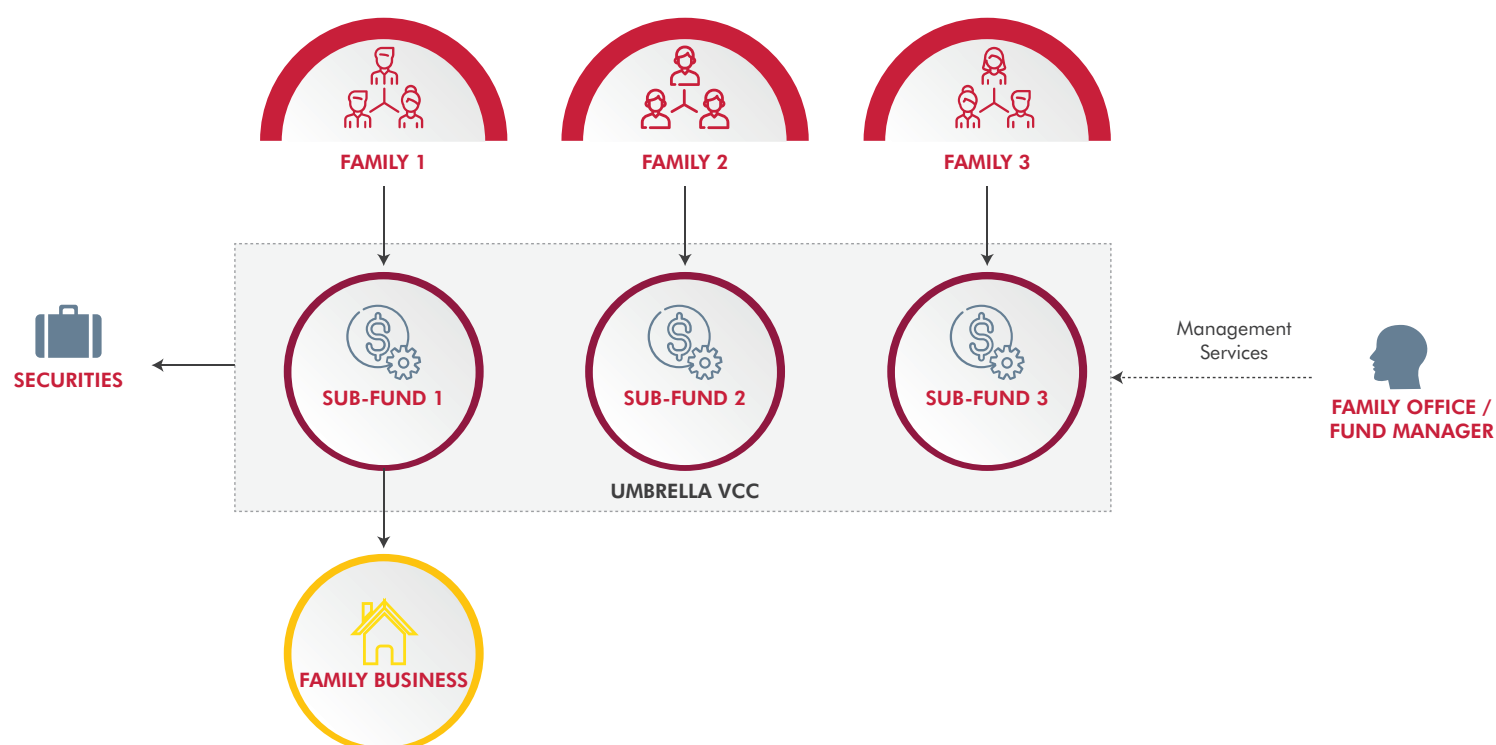 FAMILY 1
FAMILY 2
FAMILY 3
SECURITIES
SUB-FUND 1
SUB-FUND 2
SUB-FUND 3
Management
Services
FAMILY OFFICE /
FUND MANAGER
UMBRELLA VCC
FAMILY BUSINESS